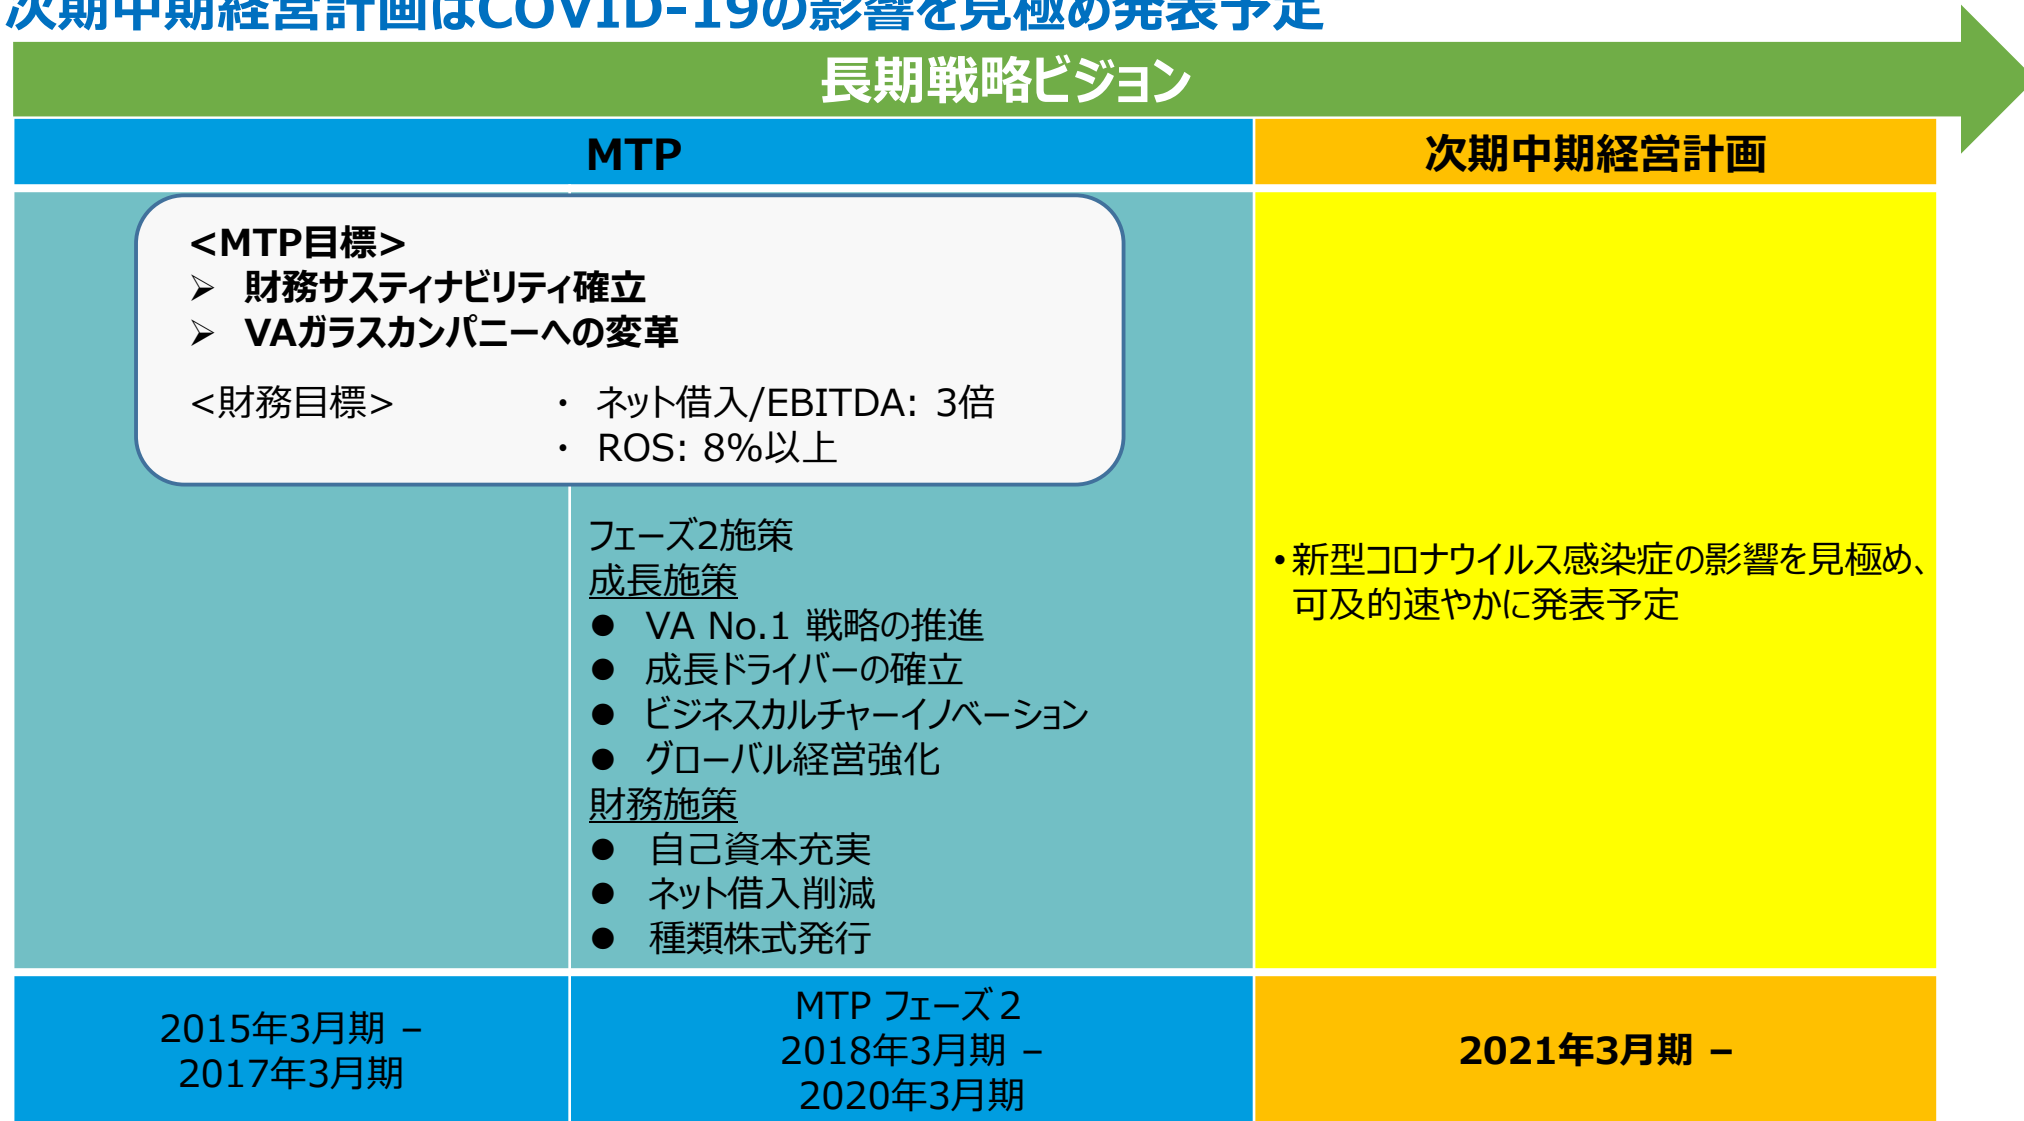 次期中期経営計画はCOVID-19の影響を見極め発表予定
長期戦略ビジョン
MTP
次期中期経営計画
<MTP目標>
➢ 財務サスティナビリティ確立
➢ VAガラスカンパニーへの変革
<財務目標> ・ ネット借入/EBITDA: 3倍
・ ROS: 8%以上
フェーズ2施策
成長施策
● VA No.1 戦略の推進
● 成長ドライバーの確立
● ビジネスカルチャーイノベーション
● グローバル経営強化
財務施策
● 自己資本充実
● ネット借入削減
● 種類株式発行
•新型コロナウイルス感染症の影響を見極め、
可及的速やかに発表予定
2015年3月期 –
2017年3月期
MTP フェーズ2
2018年3月期 –
2020年3月期
2021年3月期 –